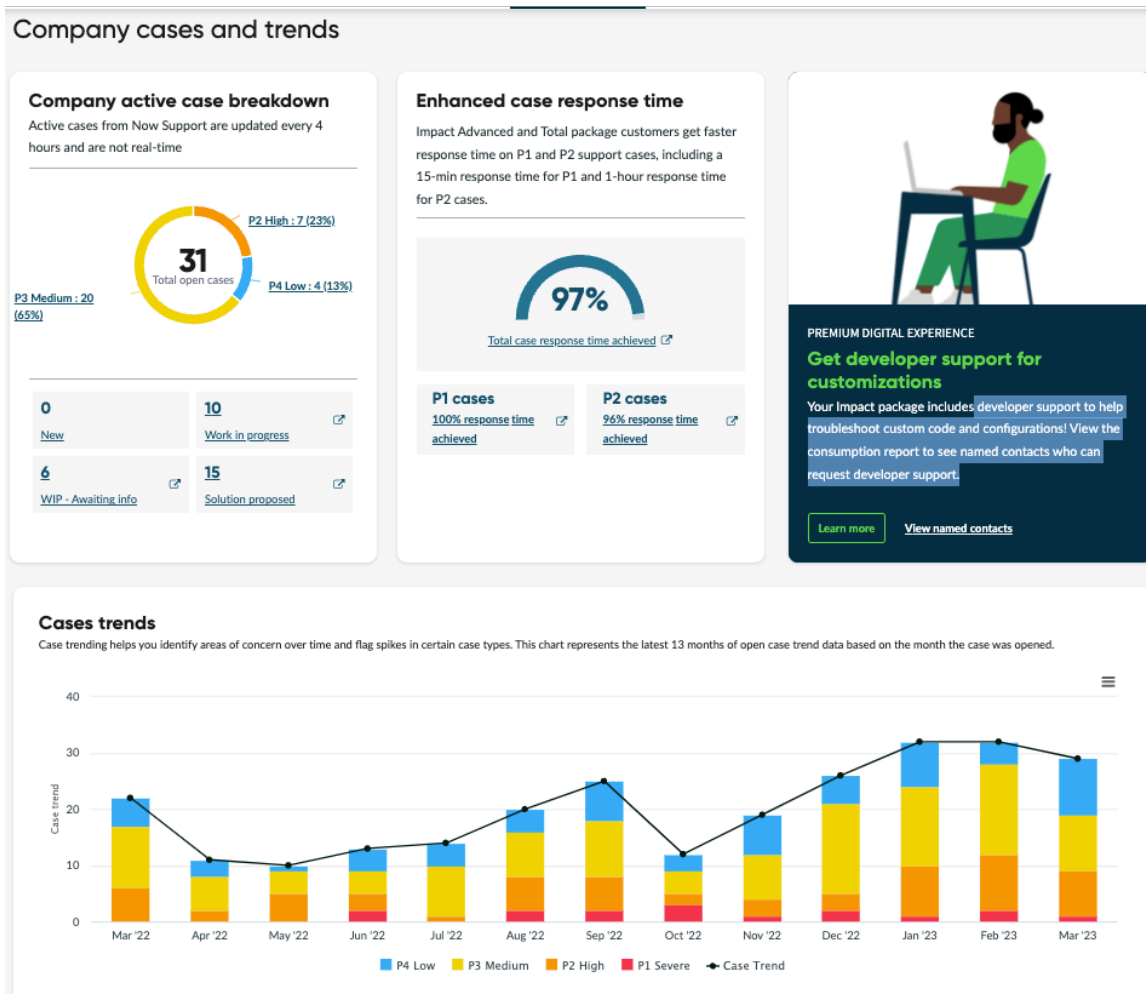 Company cases and trends
Company active case breakdown
Active cases from Now Support are updated every 4
hours and are not real-time
P2 High : 7 (23%)
31
Total open cases
P4 Low : 4 (13%)
P3 Medium : 20
(65%)
0
New
10
Work in progress
6
WIP - Awaiting info
15
Solution proposed
Enhanced case response time
Impact Advanced and Total package customers get faster
response time on P1 and P2 support cases, including a
15-min response time for P1 and 1-hour response time
for P2 cases.
97%
Total case response time achieved
P1 cases
100% response time
achieved
P2 cases
96% response time
achieved
PREMIUM DIGITAL EXPERIENCE
Get developer support for
customizations
Your Impact package includes developer support to help
troubleshoot custom code and configurations! View the
consumption report to see named contacts who can
request developer support.
Learn more
View named contacts
Cases trends
Case trending helps you identify areas of concern over time and flag spikes in certain case types. This chart represents the latest 13 months of open case trend data based on the month the case was opened.
Case trend
40
30
20
10
0
Mar '22 Apr '22 May '22 Jun '22 Jul '22 Aug '22 Sep '22 Oct '22 Nov '22 Dec '22 Jan '23 Feb '23 Mar '23
P4 Low P3 Medium P2 High P1 Severe Case Trend